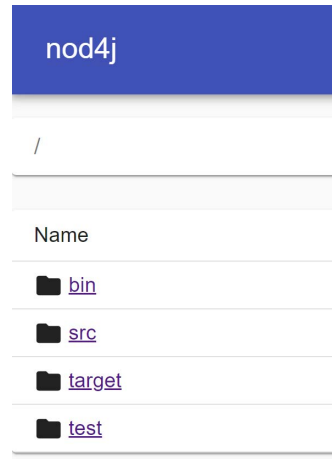 nod4j
/
Name
bin
src
target
test